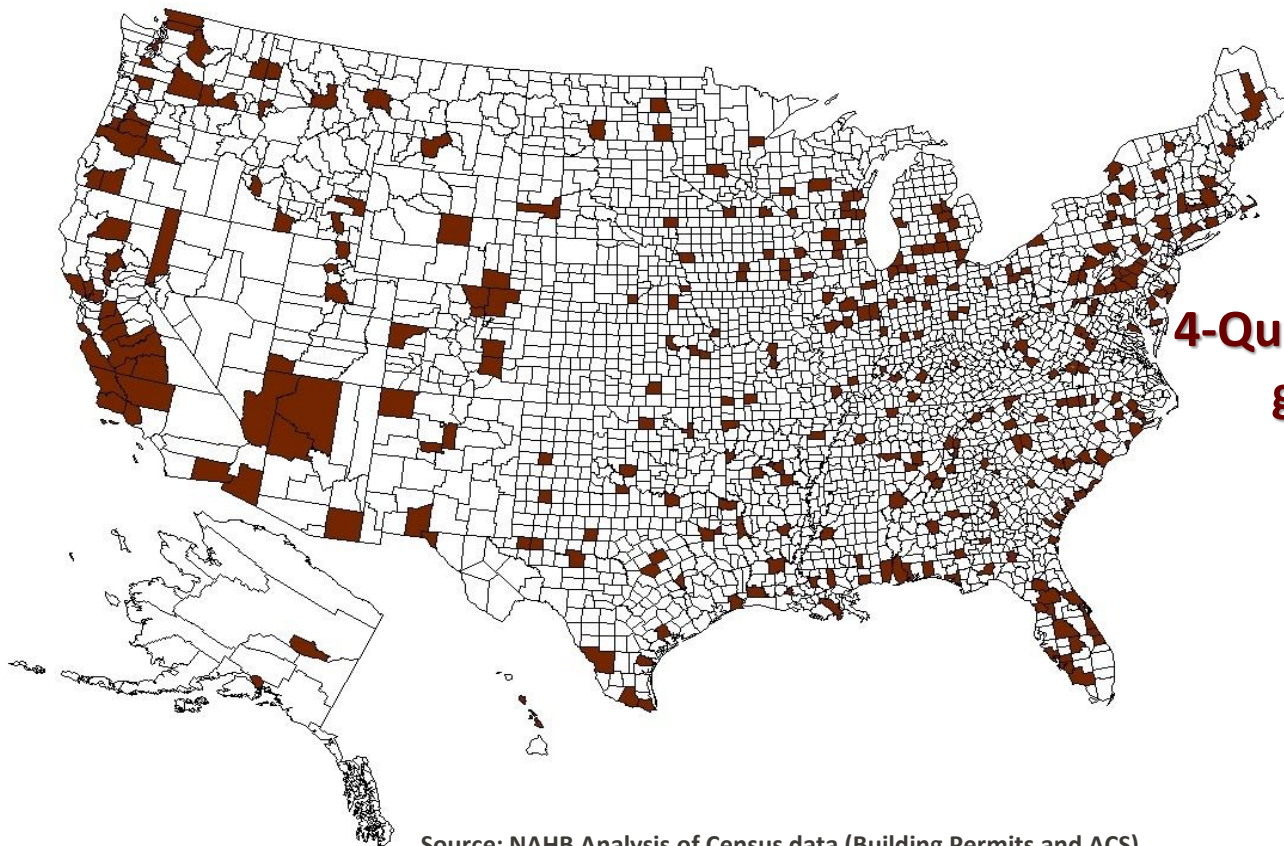 4-Qu
g
Source: NAHB Analysis of Census data (Building Permits and ACS)